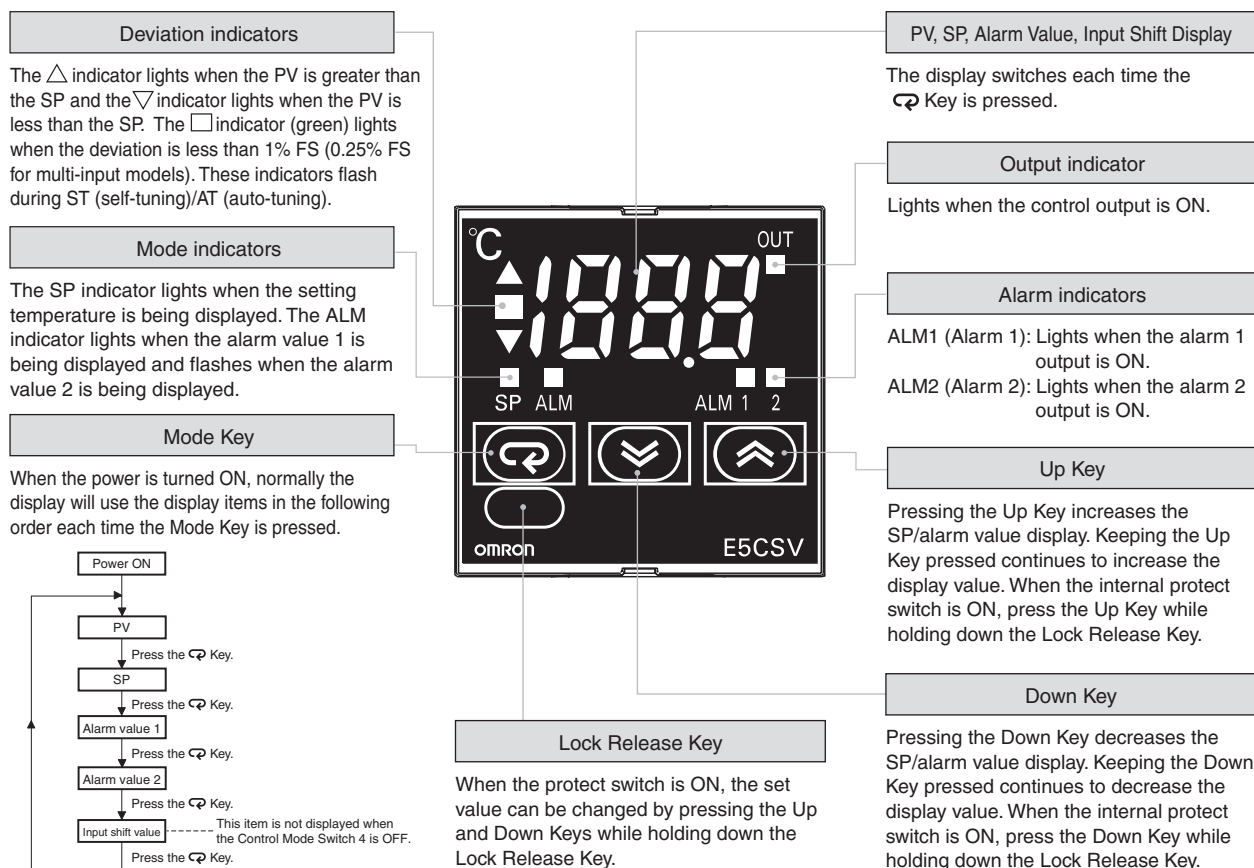 Deviation indicators
The △ indicator lights when the PV is greater than
the SP and the ▽ indicator lights when the PV is
less than the SP. The □ indicator (green) lights
when the deviation is less than 1% FS (0.25% FS
for multi-input models). These indicators flash
during ST (self-tuning)/AT (auto-tuning).
Mode indicators
The SP indicator lights when the setting
temperature is being displayed. The ALM
indicator lights when the alarm value 1 is
being displayed and flashes when the alarm
value 2 is being displayed.
Mode Key
When the power is turned ON, normally the
display will use the display items in the following
order each time the Mode Key is pressed.
Power ON
PV
Press the Key.
SP
Press the Key.
Alarm value 1
Press the Key.
Alarm value 2
Press the Key.
Input shift value
This item is not displayed when
the Control Mode Switch 4 is OFF.
Press the Key.
°C
OUT
188.8
SP ALM
ALM 1 2
OMRON
E5CSV
Lock Release Key
When the protect switch is ON, the set
value can be changed by pressing the Up
and Down Keys while holding down the
Lock Release Key.
PV, SP, Alarm Value, Input Shift Display
The display switches each time the
Key is pressed.
Output indicator
Lights when the control output is ON.
Alarm indicators
ALM1 (Alarm 1): Lights when the alarm 1
output is ON.
ALM2 (Alarm 2): Lights when the alarm 2
output is ON.
Up Key
Pressing the Up Key increases the
SP/alarm value display. Keeping the Up
Key pressed continues to increase the
display value. When the internal protect
switch is ON, press the Up Key while
holding down the Lock Release Key.
Down Key
Pressing the Down Key decreases the
SP/alarm value display. Keeping the Down
Key pressed continues to decrease the
display value. When the internal protect
switch is ON, press the Down Key while
holding down the Lock Release Key.